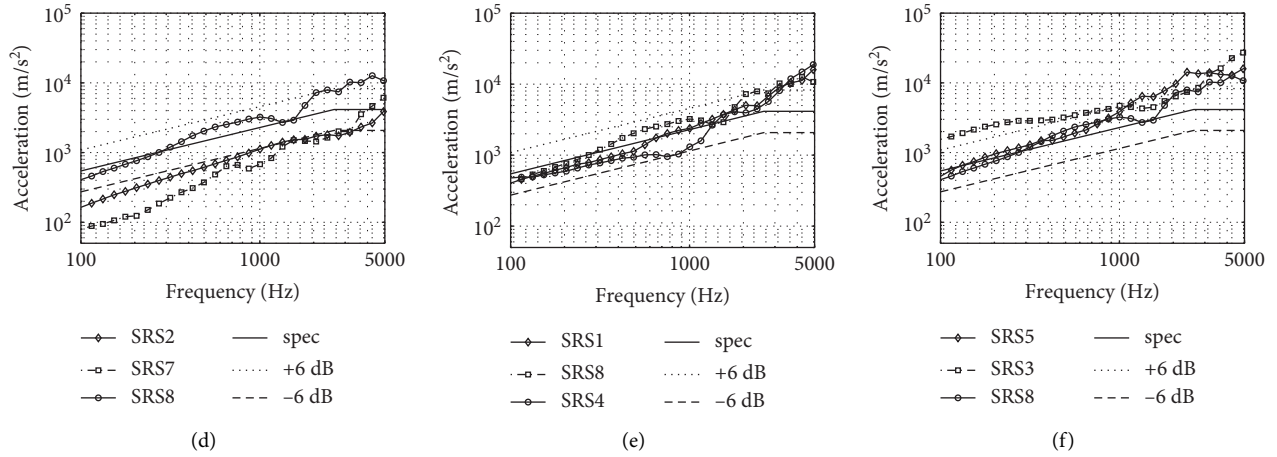 10⁵
10⁴
10³
10²
Acceleration (m/s²)
100
1000
5000
Frequency (Hz)
SRS2
SRS7
SRS8
spec
+6 dB
–6 dB
(d)
10⁵
10⁴
10³
10²
Acceleration (m/s²)
100
1000
5000
Frequency (Hz)
SRS1
SRS8
SRS4
spec
+6 dB
–6 dB
(e)
10⁵
10⁴
10³
10²
Acceleration (m/s²)
100
1000
5000
Frequency (Hz)
SRS5
SRS3
SRS8
spec
+6 dB
–6 dB
(f)